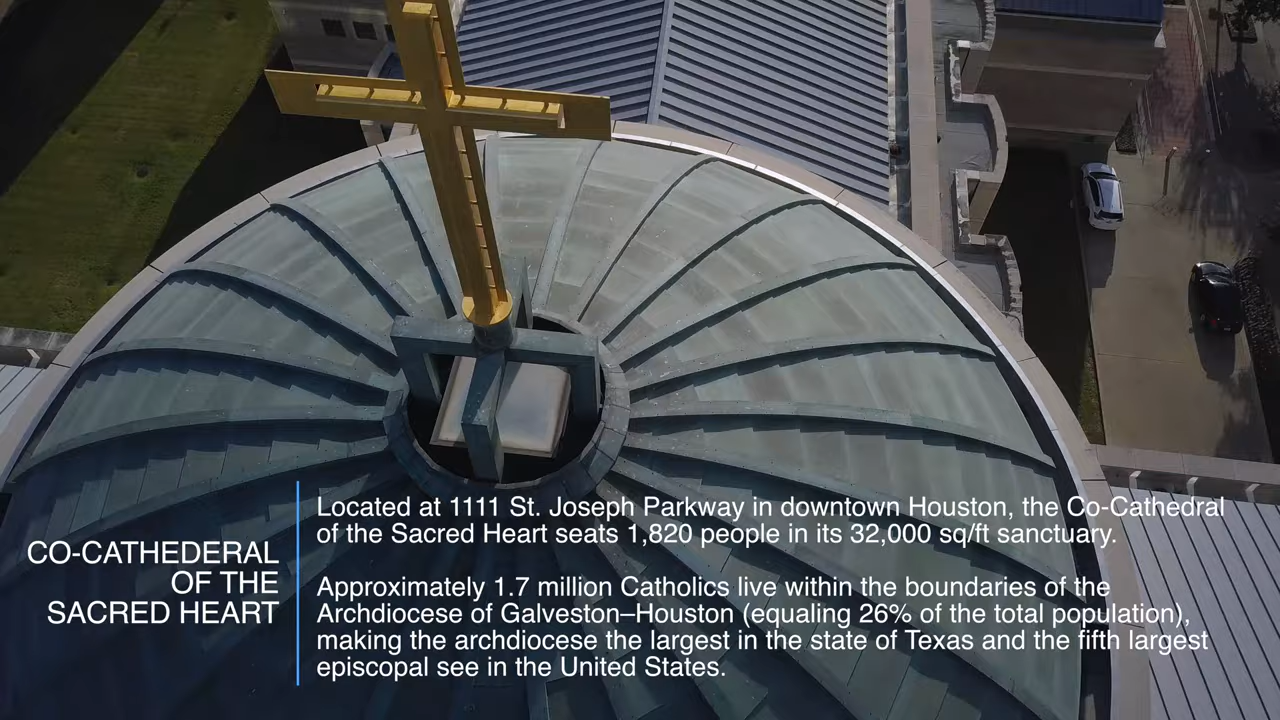 CO-CATHEDERAL
OF THE
SACRED HEART
Located at 1111 St. Joseph Parkway in downtown Houston, the Co-Cathedral
of the Sacred Heart seats 1,820 people in its 32,000 sq/ft sanctuary.
Approximately 1.7 million Catholics live within the boundaries of the
Archdiocese of Galveston–Houston (equaling 26% of the total population),
making the archdiocese the largest in the state of Texas and the fifth largest
episcopal see in the United States.